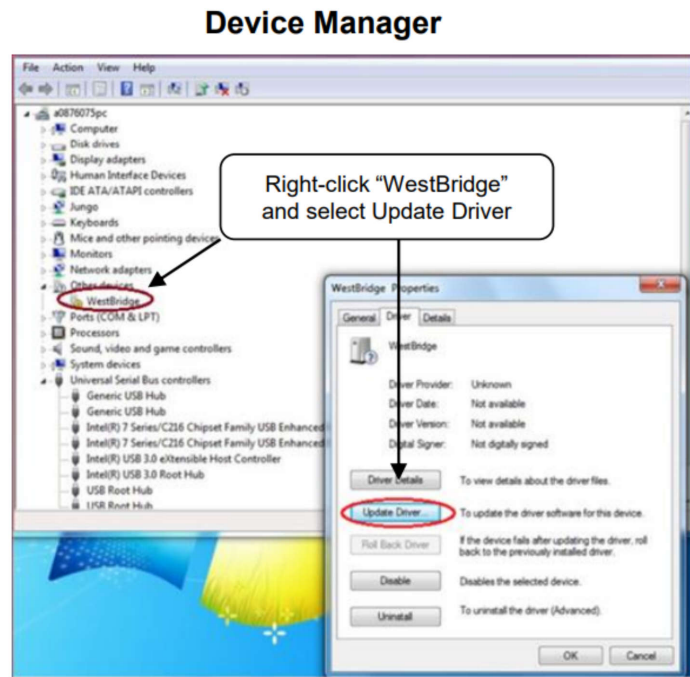 Device Manager
File Action View Help
a0876075pc
Computer
Disk drives
Display adapters
Human Interface Devices
IDE ATA/ATAPI controllers
Jungo
Keyboards
Mice and other pointing devices
Monitors
Network adapters
Other devices
WestBridge
Ports (COM & LPT)
Processors
Sound, video and game controllers
System devices
Universal Serial Bus controllers
Generic USB Hub
Generic USB Hub
Intel(R) 7 Series/C216 Chipset Family USB Enhanced
Intel(R) 7 Series/C216 Chipset Family USB Enhanced
Intel(R) USB 3.0 eXtensible Host Controller
Intel(R) USB 3.0 Root Hub
USB Root Hub
USB Root Hub
Right-click “WestBridge”
and select Update Driver
WestBridge Properties
General Driver Details
WestBridge
Driver Provider: Unknown
Driver Date: Not available
Driver Version: Not available
Digital Signer: Not digitally signed
Driver Details To view details about the driver files.
Update Driver... To update the driver software for this device.
Roll Back Driver If the device fails after updating the driver, roll
back to the previously installed driver.
Disable Disables the selected device.
Uninstall To uninstall the driver (Advanced).
OK Cancel